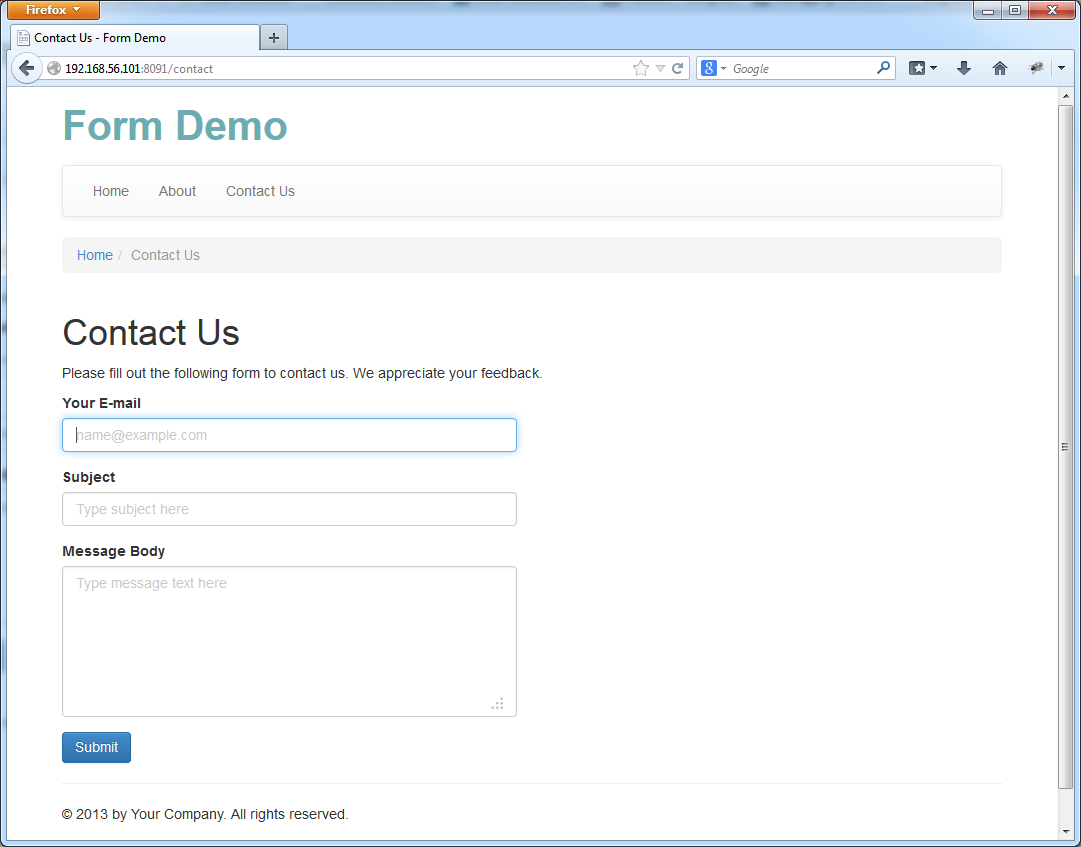 Firefox
Contact Us - Form Demo
192.168.56.101:8091/contact
Google
Form Demo
Home About Contact Us
Home / Contact Us
Contact Us
Please fill out the following form to contact us. We appreciate your feedback.
Your E-mail
name@example.com
Subject
Type subject here
Message Body
Type message text here
Submit
© 2013 by Your Company. All rights reserved.